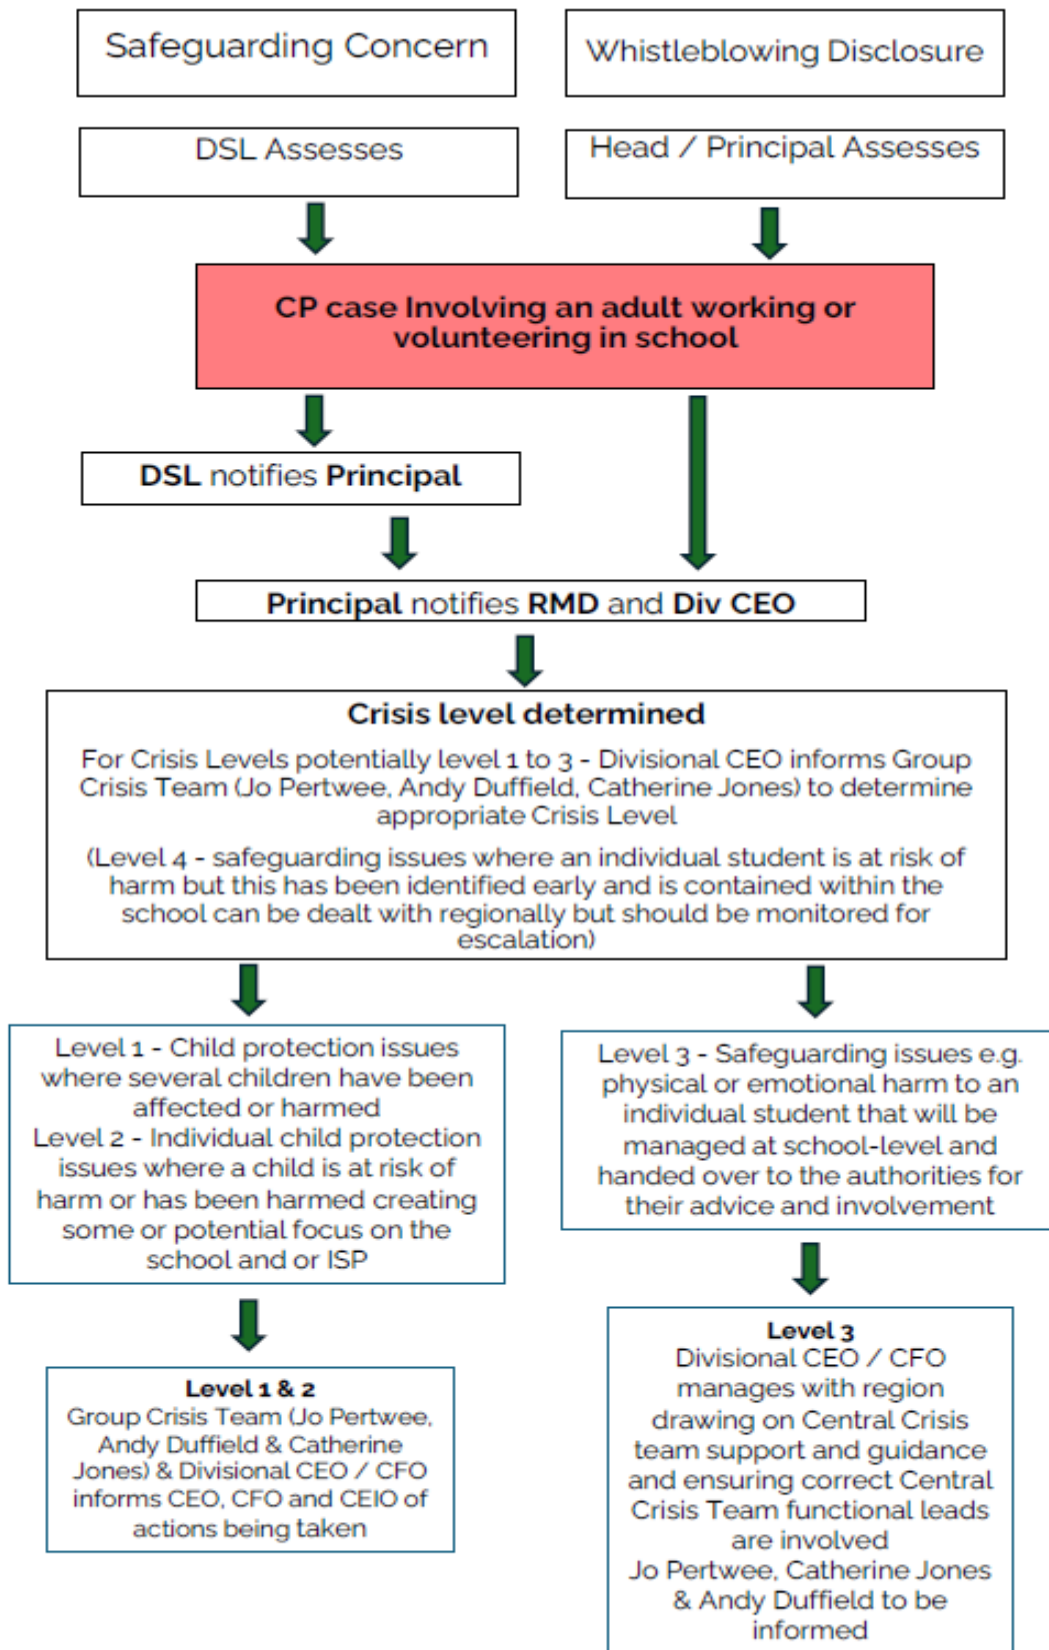 Safeguarding Concern
Whistleblowing Disclosure
DSL Assesses
Head / Principal Assesses
CP case Involving an adult working or
volunteering in school
DSL notifies Principal
Principal notifies RMD and Div CEO
Crisis level determined
For Crisis Levels potentially level 1 to 3 - Divisional CEO informs Group
Crisis Team (Jo Pertwee, Andy Duffield, Catherine Jones) to determine
appropriate Crisis Level
(Level 4 - safeguarding issues where an individual student is at risk of
harm but this has been identified early and is contained within the
school can be dealt with regionally but should be monitored for
escalation)
Level 1 - Child protection issues
where several children have been
affected or harmed
Level 2 - Individual child protection
issues where a child is at risk of
harm or has been harmed creating
some or potential focus on the
school and or ISP
Level 3 - Safeguarding issues e.g.
physical or emotional harm to an
individual student that will be
managed at school-level and
handed over to the authorities for
their advice and involvement
Level 1 & 2
Group Crisis Team (Jo Pertwee,
Andy Duffield & Catherine
Jones) & Divisional CEO / CFO
informs CEO, CFO and CEIO of
actions being taken
Level 3
Divisional CEO / CFO
manages with region
drawing on Central Crisis
team support and guidance
and ensuring correct Central
Crisis Team functional leads
are involved
Jo Pertwee, Catherine Jones
& Andy Duffield to be
informed